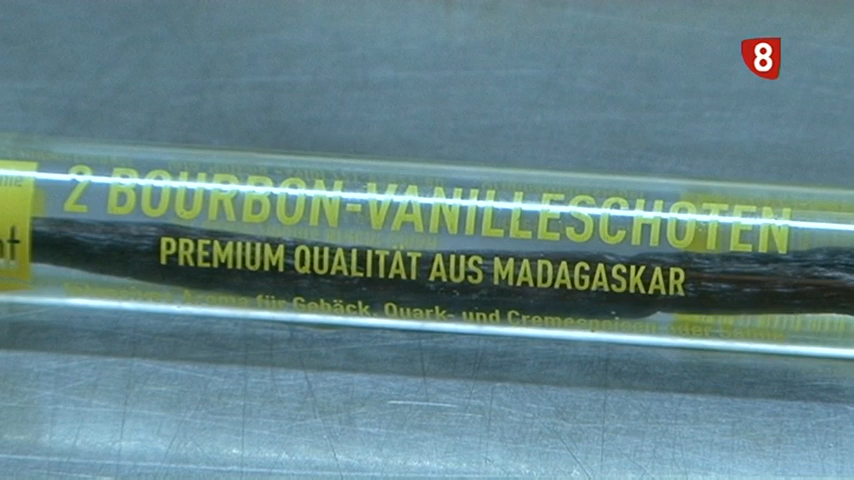 8
2 BOURBON-VANILLESCHOTEN
PREMIUM QUALITÄT AUS MADAGASKAR
Aroma für Gebäck, Quark- und Cremespeisen